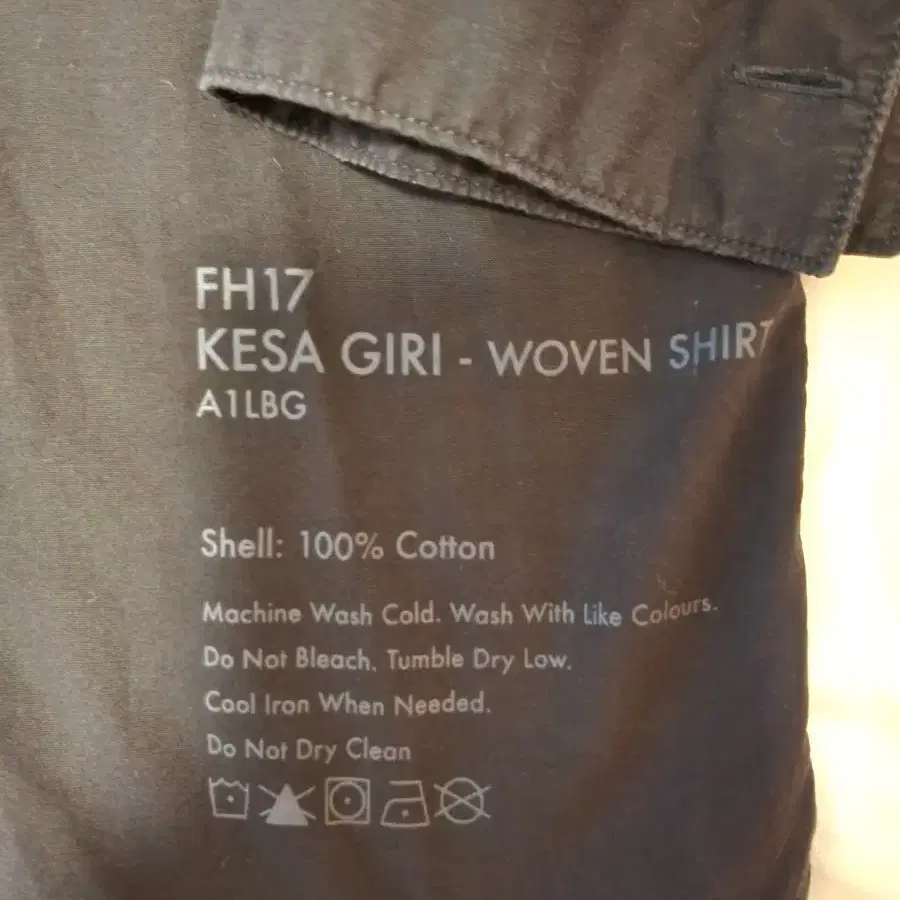 FH17
KESA GIRI - WOVEN SHIRT
A1LBG
Shell: 100% Cotton
Machine Wash Cold. Wash With Like Colours.
Do Not Bleach. Tumble Dry Low.
Cool Iron When Needed.
Do Not Dry Clean